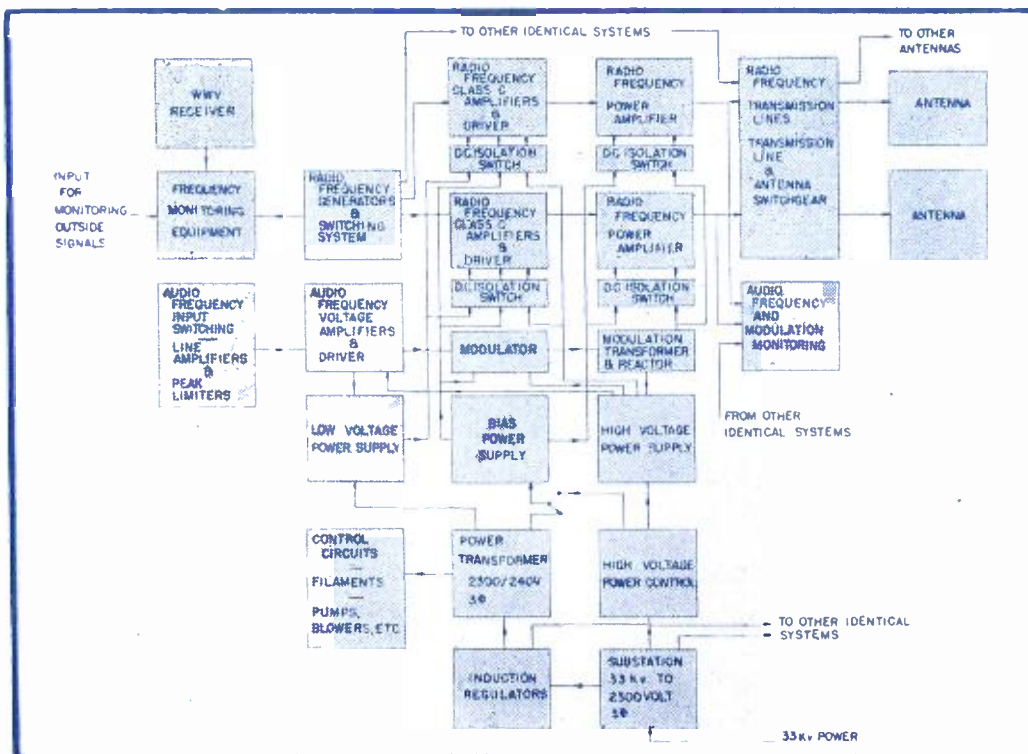 TO OTHER IDENTICAL SYSTEMS
TO OTHER
ANTENNAS
WWV
RECEIVER
RADIO
FREQUENCY
CLASS C
AMPLIFIERS
&
DRIVER
RADIO
FREQUENCY
POWER
AMPLIFIER
RADIO
FREQUENCY
TRANSMISSION
LINES
TRANSMISSION
LINE
&
ANTENNA
SWITCHGEAR
ANTENNA
DC ISOLATION
SWITCH
DC ISOLATION
SWITCH
INPUT
FOR
MONITORING
OUTSIDE
SIGNALS
FREQUENCY
MONITORING
EQUIPMENT
RADIO
FREQUENCY
GENERATORS
&
SWITCHING
SYSTEM
RADIO
FREQUENCY
CLASS C
AMPLIFIERS
&
DRIVER
RADIO
FREQUENCY
POWER
AMPLIFIER
ANTENNA
DC ISOLATION
SWITCH
DC ISOLATION
SWITCH
AUDIO
FREQUENCY
INPUT
SWITCHING
LINE
AMPLIFIERS
&
PEAK
LIMITERS
AUDIO
FREQUENCY
VOLTAGE
AMPLIFIERS
&
DRIVER
MODULATOR
MODULATION
TRANSFORMER
& REACTOR
AUDIO
FREQUENCY
AND
MODULATION
MONITORING
FROM OTHER
IDENTICAL SYSTEMS
LOW VOLTAGE
POWER SUPPLY
BIAS
POWER
SUPPLY
HIGH VOLTAGE
POWER SUPPLY
CONTROL
CIRCUITS
FILAMENTS
PUMPS,
BLOWERS, ETC
POWER
TRANSFORMER
2300/240V
3Φ
HIGH VOLTAGE
POWER CONTROL
TO OTHER IDENTICAL
SYSTEMS
INDUCTION
REGULATORS
SUBSTATION
33 Kv TO
2300 VOLT
3Φ
33 Kv POWER